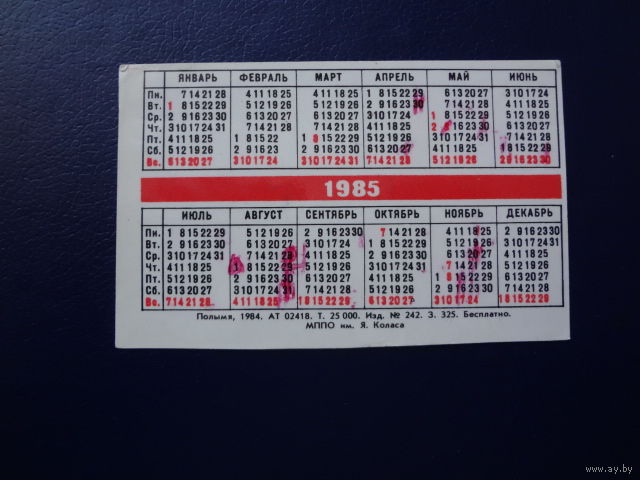 ЯНВАРЬ ФЕВРАЛЬ МАРТ АПРЕЛЬ МАЙ ИЮНЬ
Пн. 7 14 21 28 4 11 18 25 4 11 18 25 1 8 15 22 29 6 13 20 27 3 10 17 24
Вт. 1 8 15 22 29 5 12 19 26 5 12 19 26 2 9 16 23 30 7 14 21 28 4 11 18 25
Ср. 2 9 16 23 30 6 13 20 27 6 13 20 27 3 10 17 24 1 8 15 22 29 5 12 19 26
Чт. 3 10 17 24 31 7 14 21 28 7 14 21 28 4 11 18 25 2 9 16 23 30 6 13 20 27
Пт. 4 11 18 25 1 8 15 22 1 8 15 22 29 5 12 19 26 3 10 17 24 31 7 14 21 28
Сб. 5 12 19 26 2 9 16 23 2 9 16 23 30 6 13 20 27 4 11 18 25 1 8 15 22 29
Вс. 6 13 20 27 3 10 17 24 3 10 17 24 31 7 14 21 28 5 12 19 26 2 9 16 23 30
1985
ИЮЛЬ АВГУСТ СЕНТЯБРЬ ОКТЯБРЬ НОЯБРЬ ДЕКАБРЬ
Пн. 1 8 15 22 29 5 12 19 26 2 9 16 23 30 7 14 21 28 4 11 18 25 2 9 16 23 30
Вт. 2 9 16 23 30 6 13 20 27 3 10 17 24 1 8 15 22 29 5 12 19 26 3 10 17 24 31
Ср. 3 10 17 24 31 7 14 21 28 4 11 18 25 2 9 16 23 30 6 13 20 27 4 11 18 25
Чт. 4 11 18 25 1 8 15 22 29 5 12 19 26 3 10 17 24 31 7 14 21 28 5 12 19 26
Пт. 5 12 19 26 2 9 16 23 30 6 13 20 27 4 11 18 25 1 8 15 22 29 6 13 20 27
Сб. 6 13 20 27 3 10 17 24 31 7 14 21 28 5 12 19 26 2 9 16 23 30 7 14 21 28
Вс. 7 14 21 28 4 11 18 25 1 8 15 22 29 6 13 20 27 3 10 17 24 1 8 15 22 29
Полымя, 1984. АТ 02418. Т. 25 000. Изд. № 242. З. 325. Бесплатно.
МППО им. Я. Коласа
www.ay.by